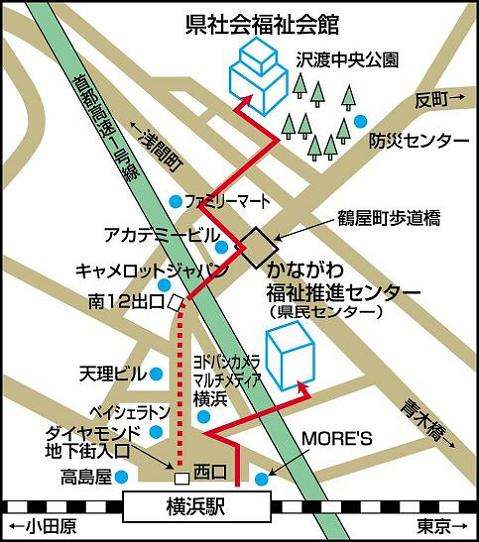 県社会福祉会館
沢渡中央公園
反町→
首都高速1号線
←浅間町
防災センター
ファミリーマート
鶴屋町歩道橋
アカデミービル
キャメロットジャパン
かながわ
福祉推進センター
（県民センター）
南12出口
ヨドバシカメラ
マルチメディア
横浜
天理ビル
ベイシェラトン
ダイヤモンド
地下街入口
青木橋→
MORE'S
高島屋
西口
横浜駅
←小田原
東京→